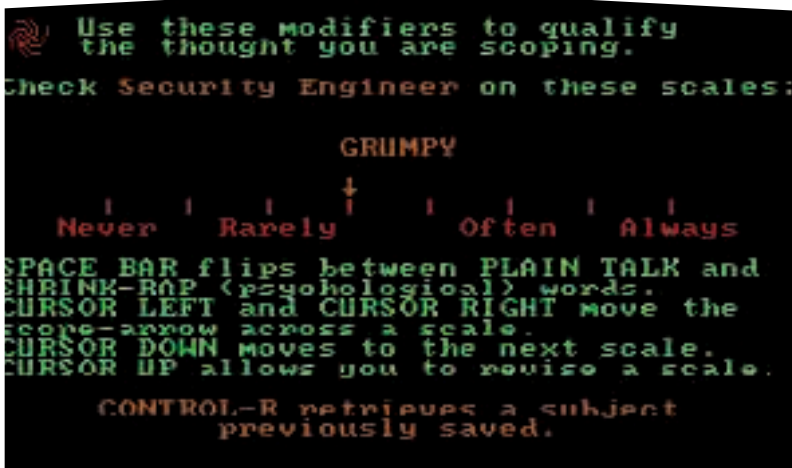 Use these modifiers to qualify
the thought you are scoping.
Check Security Engineer on these scales:
GRUMPY
Never Rarely Often Always
SPACE BAR flips between PLAIN TALK and
SHRINK-RAP (psychological) words.
CURSOR LEFT and CURSOR RIGHT move the
score-arrow across a scale.
CURSOR DOWN moves to the next scale.
CURSOR UP allows you to revise a scale.
CONTROL-R retrieves a subject
previously saved.